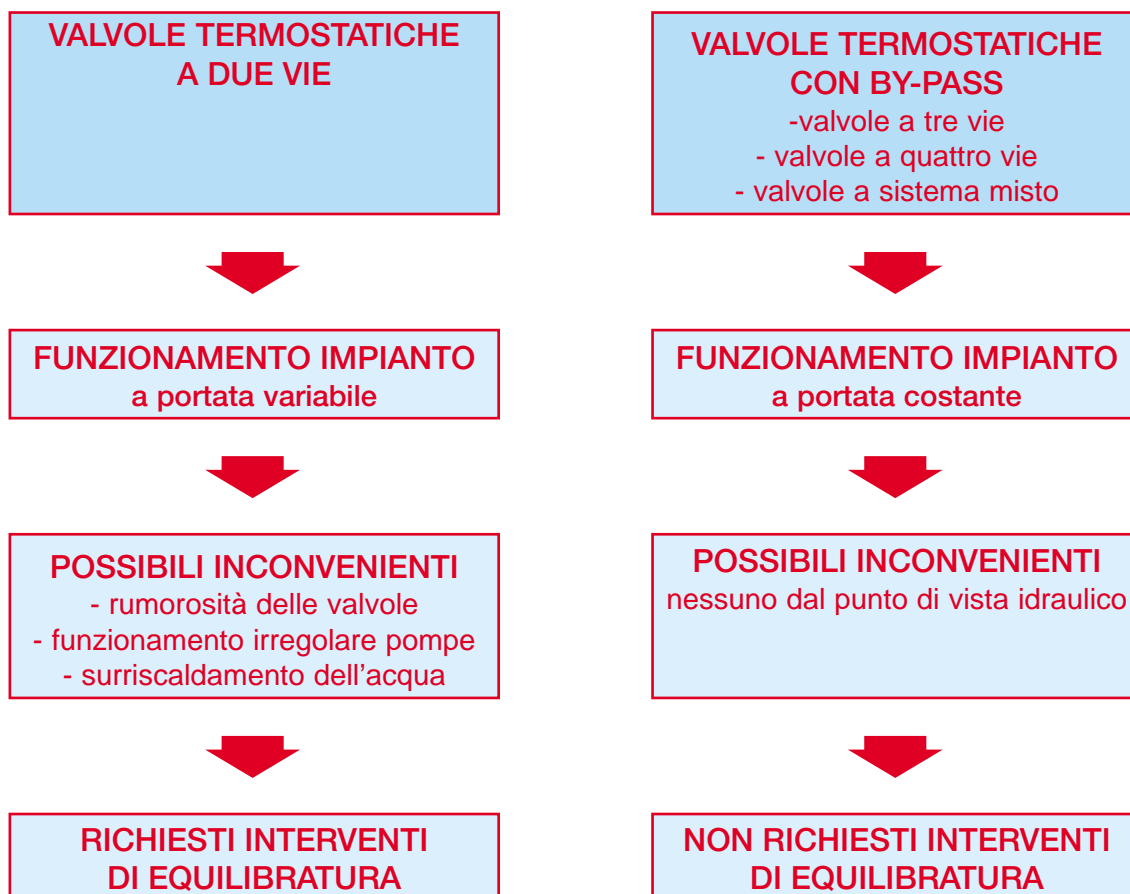 VALVOLE TERMOSTATICHE
A DUE VIE
FUNZIONAMENTO IMPIANTO
a portata variabile
POSSIBILI INCONVENIENTI
- rumorosità delle valvole
- funzionamento irregolare pompe
- surriscaldamento dell’acqua
RICHIESTI INTERVENTI
DI EQUILIBRATURA
VALVOLE TERMOSTATICHE
CON BY-PASS
-valvole a tre vie
- valvole a quattro vie
- valvole a sistema misto
FUNZIONAMENTO IMPIANTO
a portata costante
POSSIBILI INCONVENIENTI
nessuno dal punto di vista idraulico
NON RICHIESTI INTERVENTI
DI EQUILIBRATURA